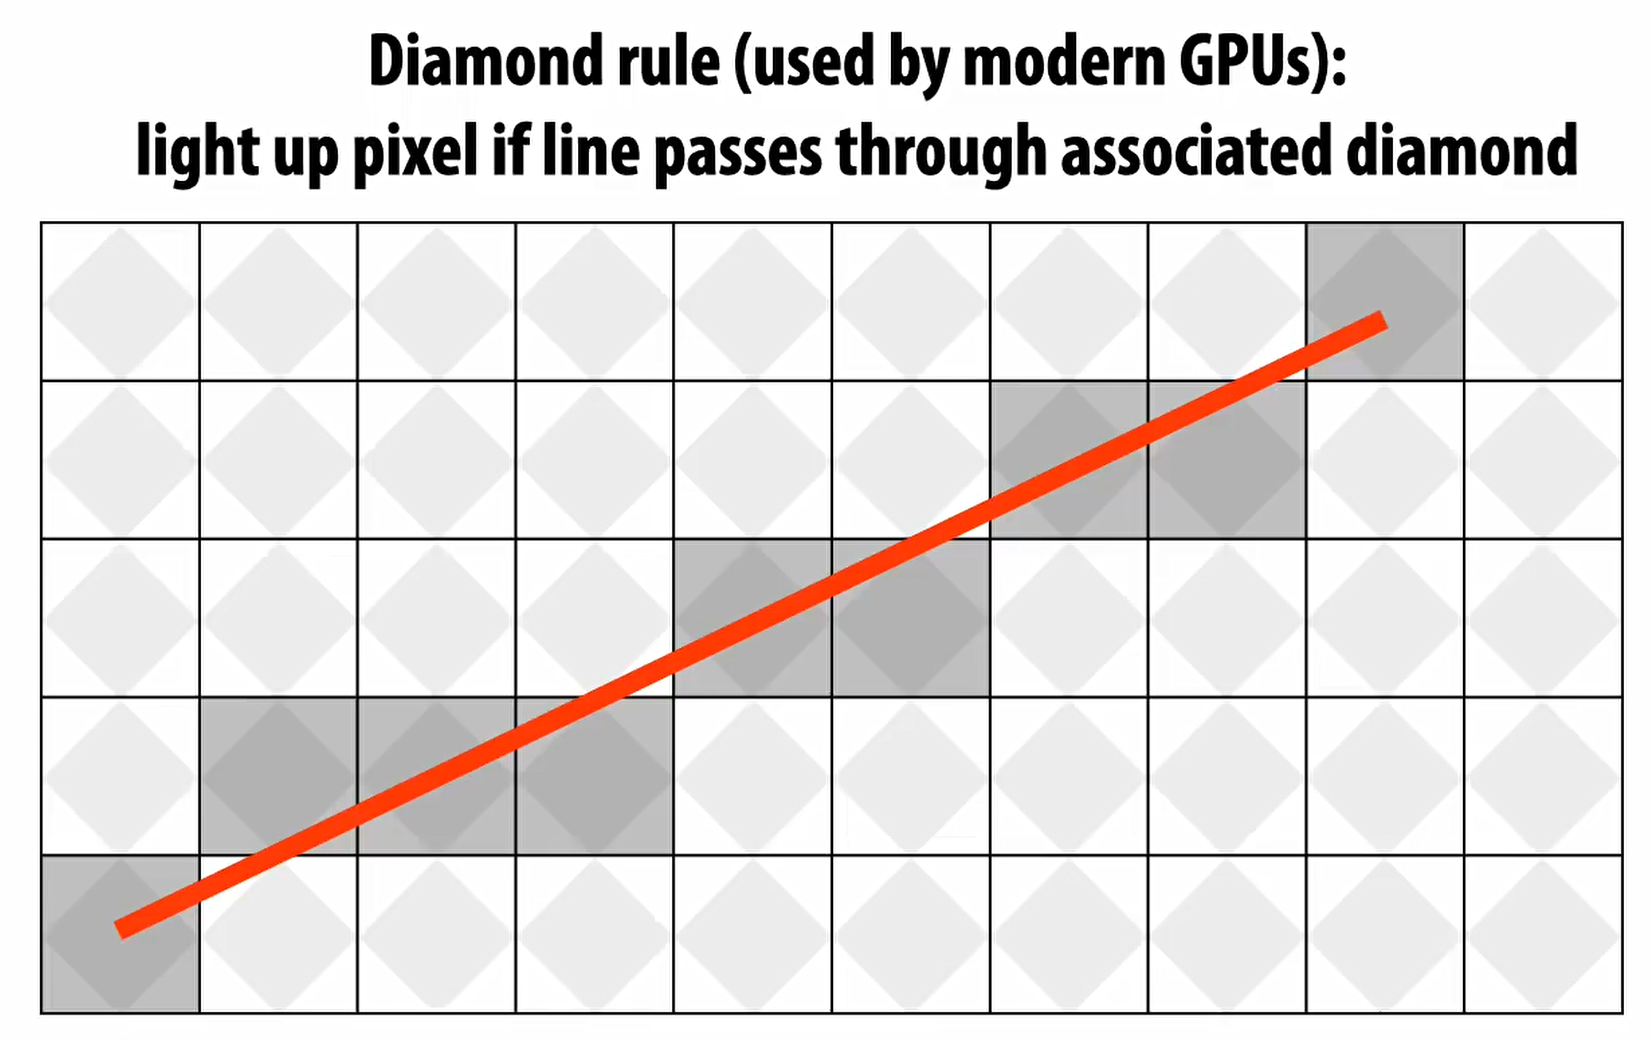 Diamond rule (used by modern GPUs):
light up pixel if line passes through associated diamond